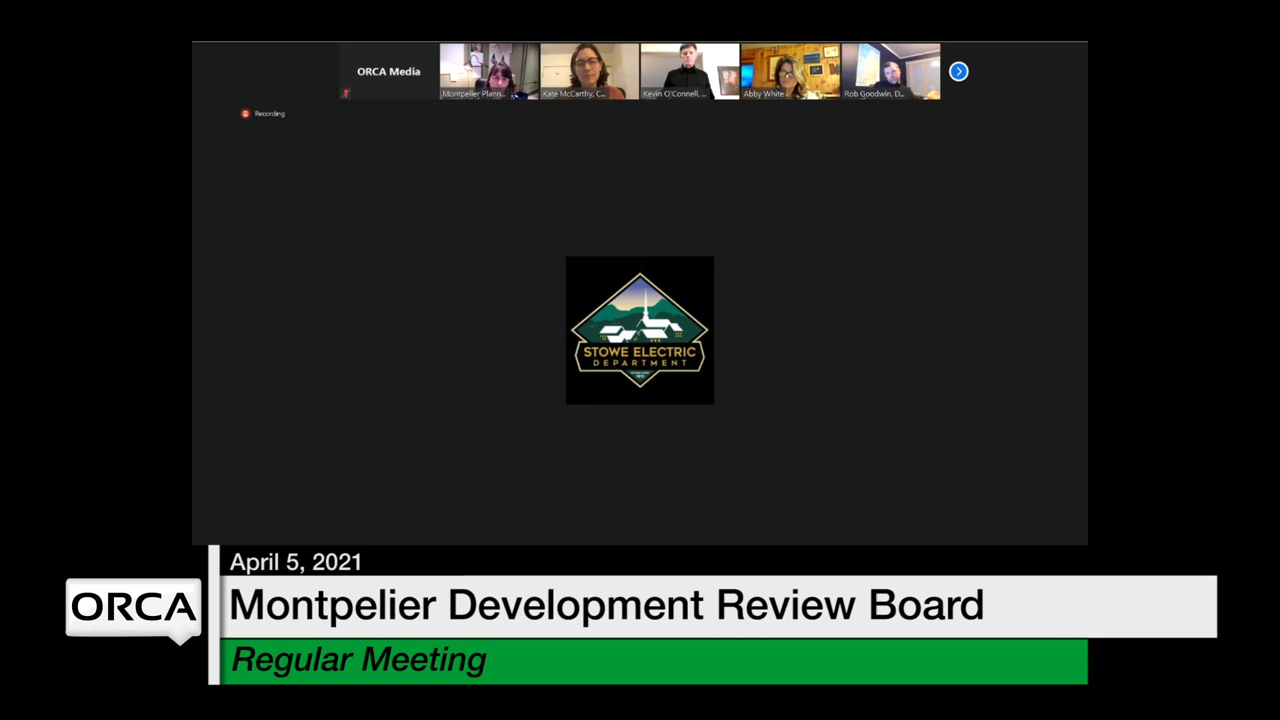 ORCA Media
Montpelier Plann...
Kate McCarthy, C...
Kevin O'Connell, ...
Abby White
Rob Goodwin, D...
Recording
STOWE ELECTRIC
DEPARTMENT
April 5, 2021
ORCA
Montpelier Development Review Board
Regular Meeting